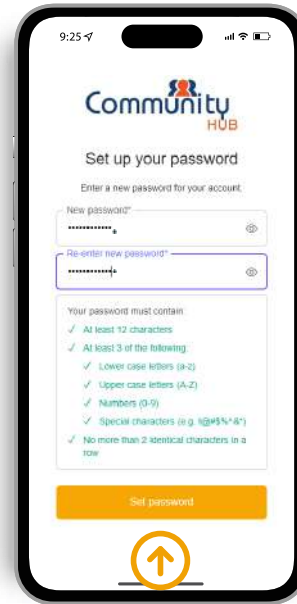 9:25
Community
HUB
Set up your password
Enter a new password for your account.
New password*
Re-enter new password*
Your password must contain:
At least 12 characters
At least 3 of the following:
Lower case letters (a-z)
Upper case letters (A-Z)
Numbers (0-9)
Special characters (e.g. !@#$%^&*)
No more than 2 identical characters in a
row
Set password